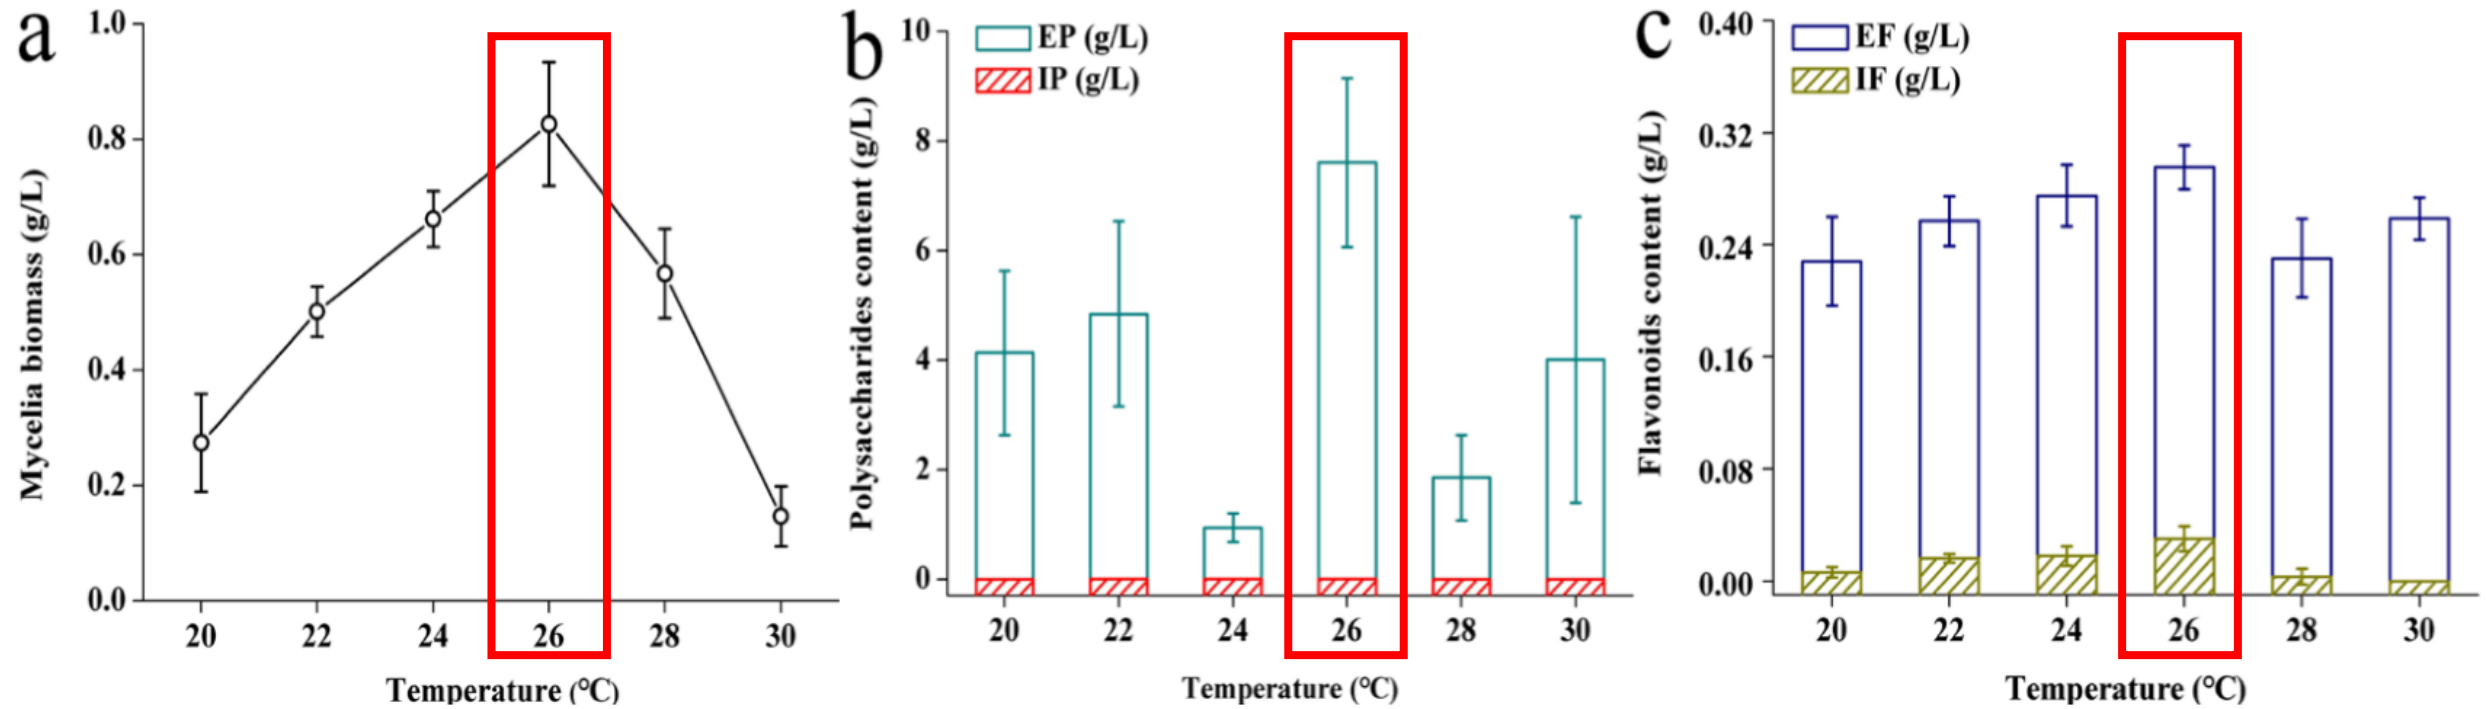 a
Mycelia biomass (g/L)
1.0
0.8
0.6
0.4
0.2
0.0
20 22 24 26 28 30
Temperature (℃)
b
Polysaccharides content (g/L)
EP (g/L)
IP (g/L)
10
8
6
4
2
0
20 22 24 26 28 30
Temperature (℃)
c
Flavonoids content (g/L)
EF (g/L)
IF (g/L)
0.40
0.32
0.24
0.16
0.08
0.00
20 22 24 26 28 30
Temperature (℃)